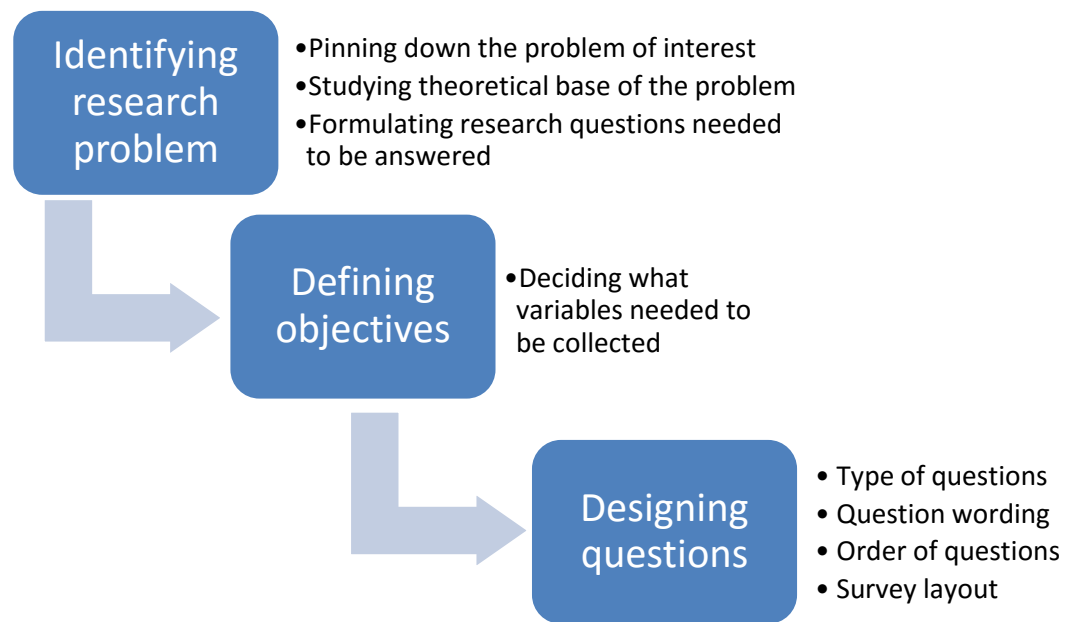 Identifying
research
problem
•Pinning down the problem of interest
•Studying theoretical base of the problem
•Formulating research questions needed
to be answered
Defining
objectives
•Deciding what
variables needed to
be collected
Designing
questions
• Type of questions
• Question wording
• Order of questions
• Survey layout